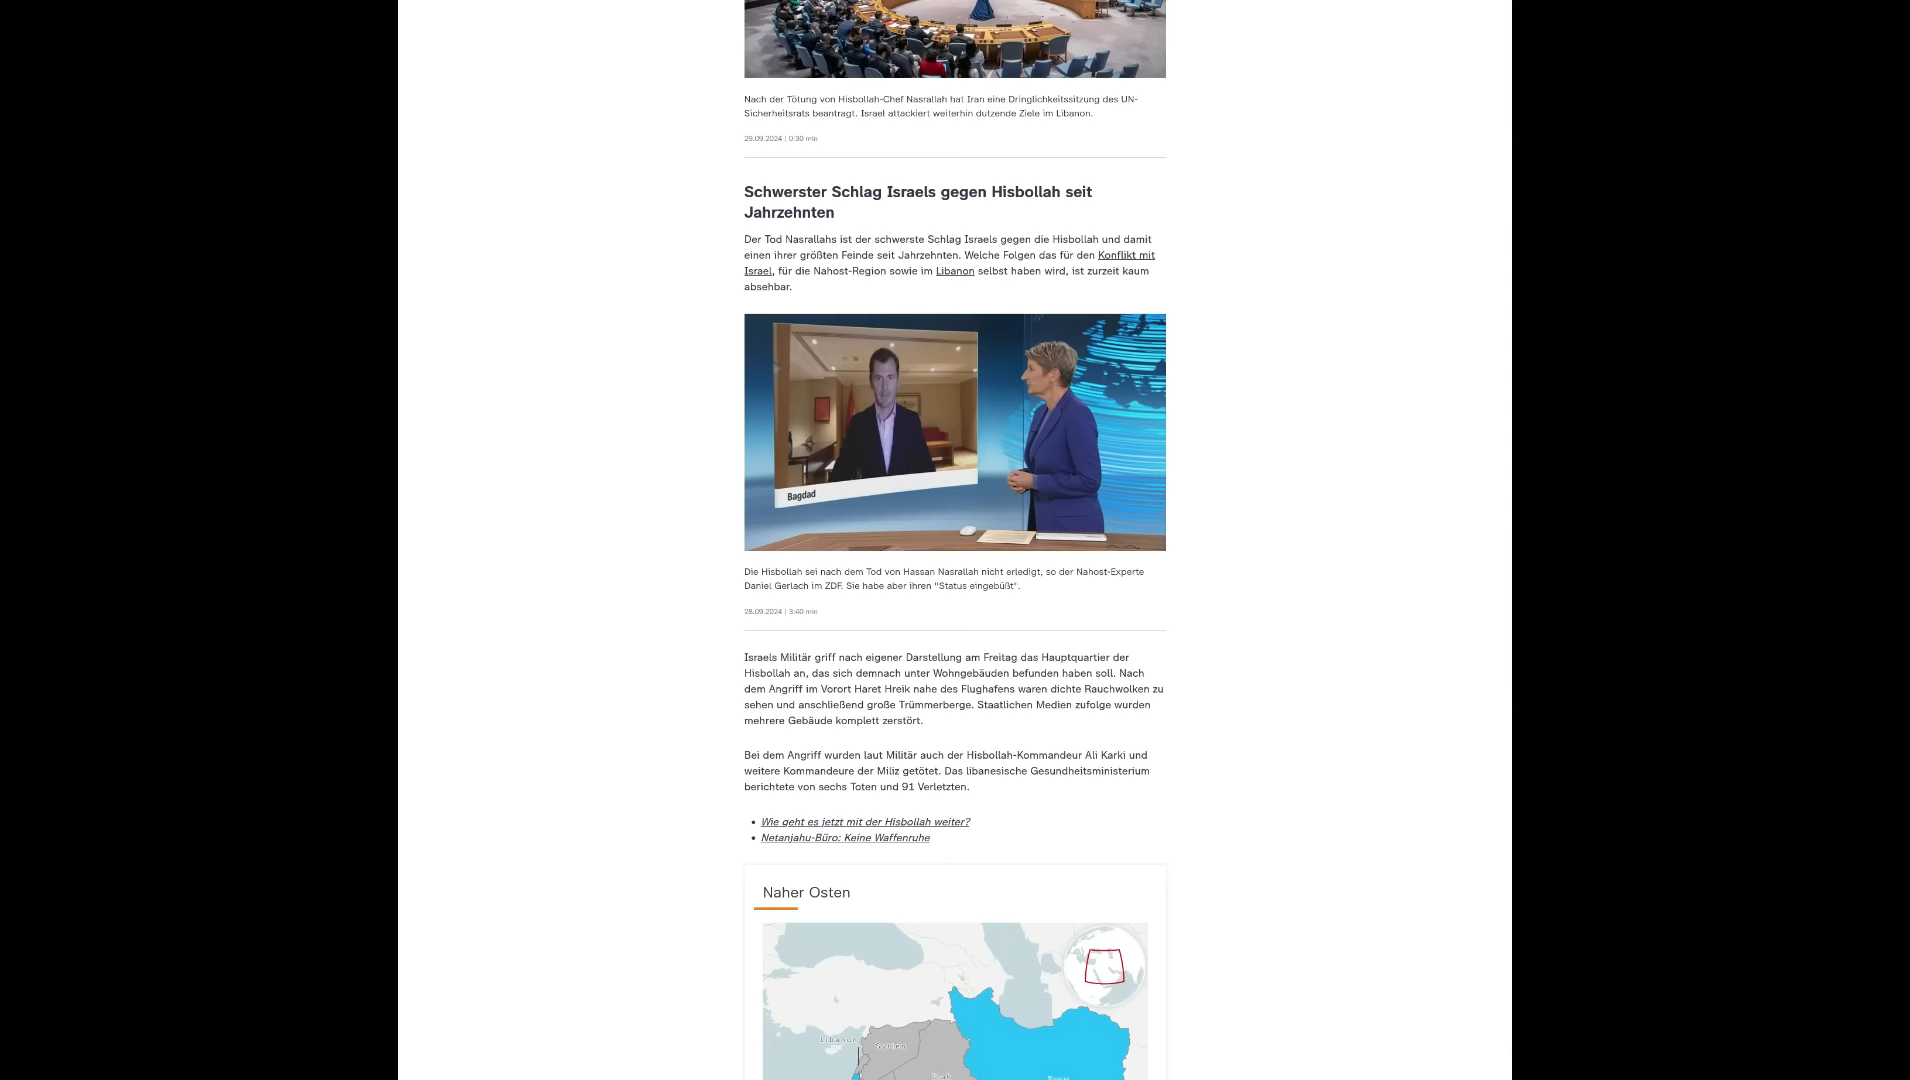 Nach der Tötung von Hisbollah-Chef Nasrallah hat Iran eine Dringlichkeitssitzung des UN-
Sicherheitsrats beantragt. Israel attackiert weiterhin dutzende Ziele im Libanon.
29.09.2024 | 0:30 min
Schwerster Schlag Israels gegen Hisbollah seit
Jahrzehnten
Der Tod Nasrallahs ist der schwerste Schlag Israels gegen die Hisbollah und damit
einen ihrer größten Feinde seit Jahrzehnten. Welche Folgen das für den Konflikt mit
Israel, für die Nahost-Region sowie im Libanon selbst haben wird, ist zurzeit kaum
absehbar.
Bagdad
Die Hisbollah sei nach dem Tod von Hassan Nasrallah nicht erledigt, so der Nahost-Experte
Daniel Gerlach im ZDF. Sie habe aber ihren "Status eingebüßt".
28.09.2024 | 3:40 min
Israels Militär griff nach eigener Darstellung am Freitag das Hauptquartier der
Hisbollah an, das sich demnach unter Wohngebäuden befunden haben soll. Nach
dem Angriff im Vorort Haret Hreik nahe des Flughafens waren dichte Rauchwolken zu
sehen und anschließend große Trümmerberge. Staatlichen Medien zufolge wurden
mehrere Gebäude komplett zerstört.
Bei dem Angriff wurden laut Militär auch der Hisbollah-Kommandeur Ali Karki und
weitere Kommandeure der Miliz getötet. Das libanesische Gesundheitsministerium
berichtete von sechs Toten und 91 Verletzten.
• Wie geht es jetzt mit der Hisbollah weiter?
• Netanjahu-Büro: Keine Waffenruhe
Naher Osten
Libanon
Syrien
Irak